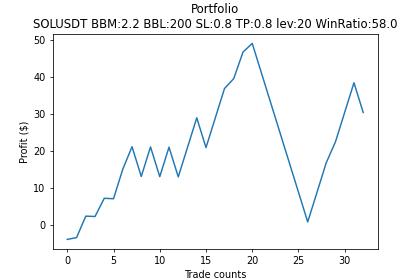 Portfolio
SOLUSDT BBM:2.2 BBL:200 SL:0.8 TP:0.8 lev:20 WinRatio:58.0
50
40
30
20
10
0
Profit ($)
0 5 10 15 20 25 30
Trade counts